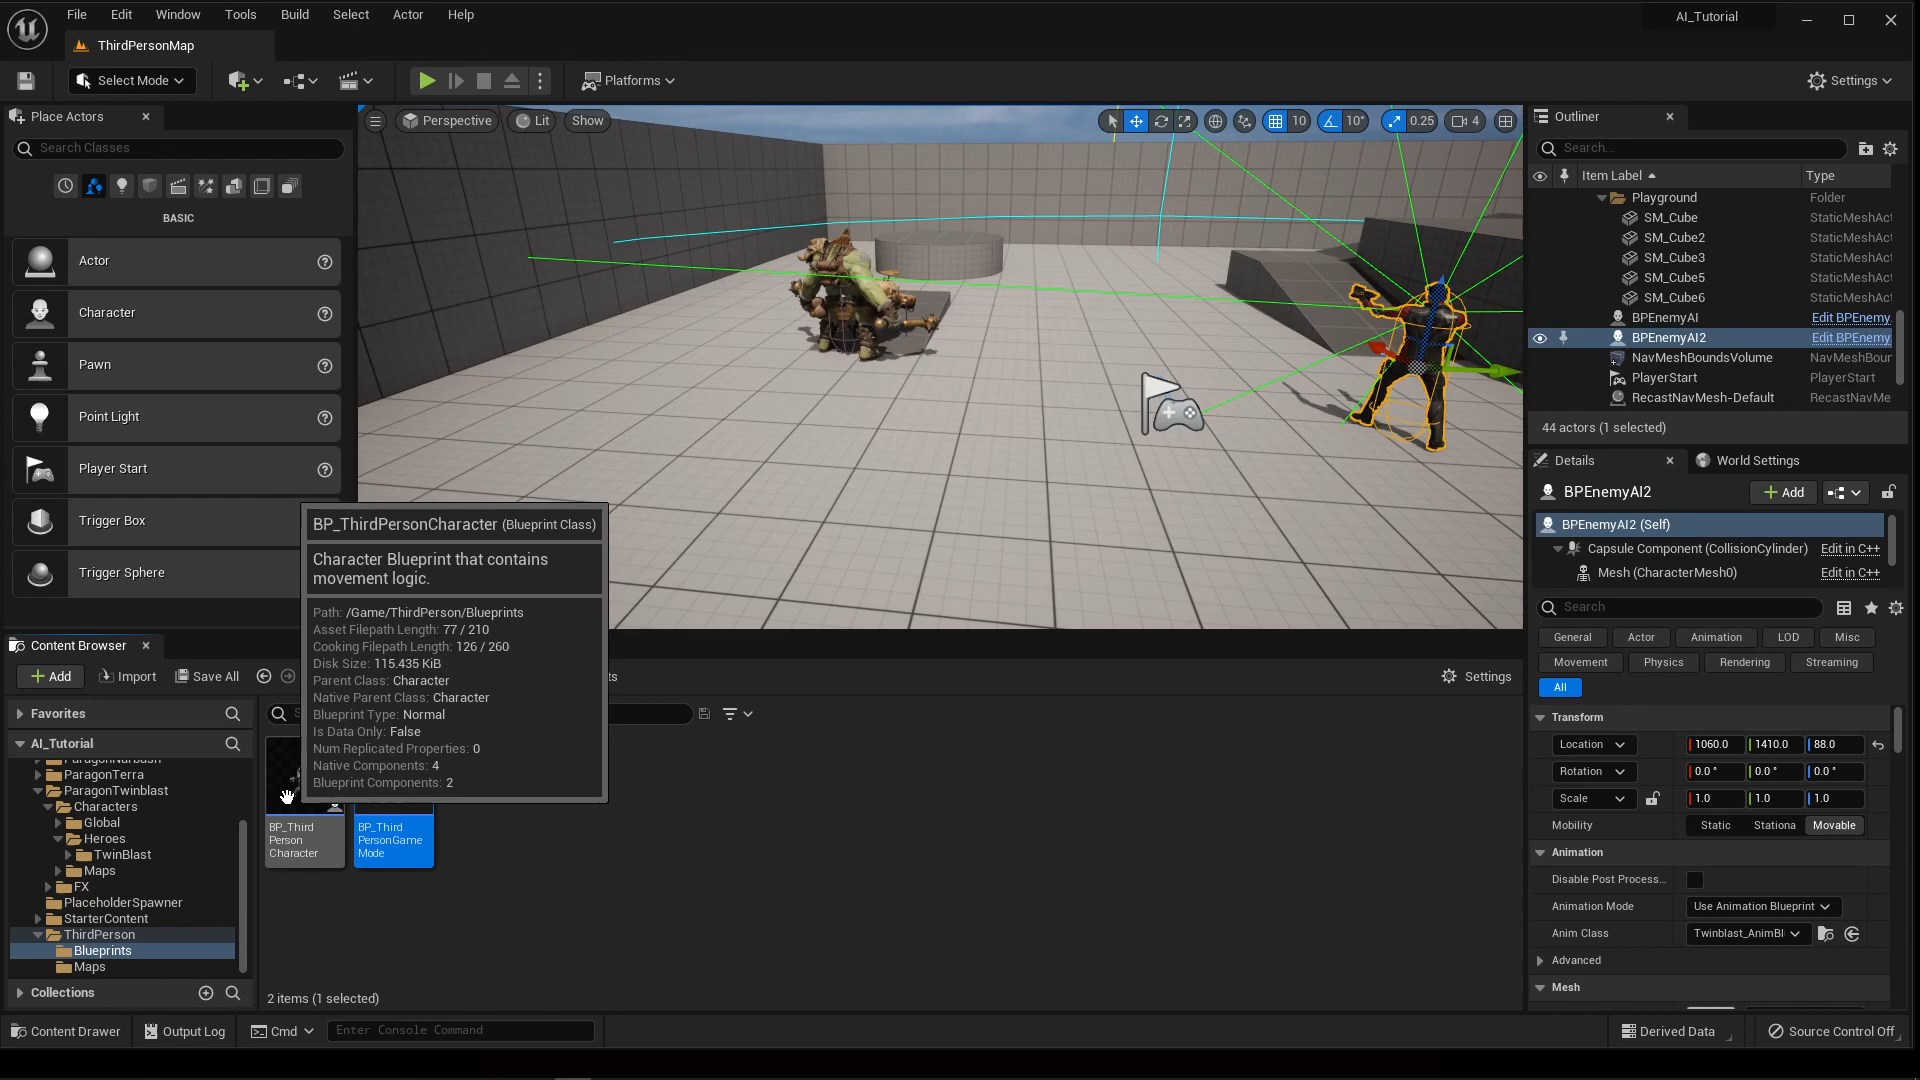 File Edit Window Tools Build Select Actor Help
AI_Tutorial
ThirdPersonMap
Select Mode
Platforms
Settings
Place Actors
Search Classes
BASIC
Actor
Character
Pawn
Point Light
Player Start
Trigger Box
Trigger Sphere
Perspective
Lit
Show
10
10°
0.25
4
Outliner
Search...
Item Label
Type
Playground
Folder
SM_Cube
StaticMeshAct
SM_Cube2
StaticMeshAct
SM_Cube3
StaticMeshAct
SM_Cube5
StaticMeshAct
SM_Cube6
StaticMeshAct
BPEnemyAI
Edit BPEnemy
BPEnemyAI2
Edit BPEnemy
NavMeshBoundsVolume
NavMeshBour
PlayerStart
PlayerStart
RecastNavMesh-Default
RecastNavMe
44 actors (1 selected)
Details
World Settings
BPEnemyAI2
Add
BPEnemyAI2 (Self)
Capsule Component (CollisionCylinder)
Edit in C++
Mesh (CharacterMesh0)
Edit in C++
Search
General
Actor
Animation
LOD
Misc
Movement
Physics
Rendering
Streaming
All
Transform
Location
1060.0
1410.0
88.0
Rotation
0.0 °
0.0 °
0.0 °
Scale
1.0
1.0
1.0
Mobility
Static
Stationa
Movable
Animation
Disable Post Process...
Animation Mode
Use Animation Blueprint
Anim Class
Twinblast_AnimBl
Advanced
Mesh
BP_ThirdPersonCharacter (Blueprint Class)
Character Blueprint that contains
movement logic.
Path: /Game/ThirdPerson/Blueprints
Asset Filepath Length: 77 / 210
Cooking Filepath Length: 126 / 260
Disk Size: 115.435 KiB
Parent Class: Character
Native Parent Class: Character
Blueprint Type: Normal
Is Data Only: False
Num Replicated Properties: 0
Native Components: 4
Blueprint Components: 2
Content Browser
Add
Import
Save All
ts
Settings
Favorites
AI_Tutorial
ParagonTerra
ParagonTwinblast
Characters
Global
Heroes
TwinBlast
Maps
FX
PlaceholderSpawner
StarterContent
ThirdPerson
Blueprints
Maps
Collections
BP_Third
Person
Character
BP_Third
PersonGame
Mode
2 items (1 selected)
Content Drawer
Output Log
Cmd
Enter Console Command
Derived Data
Source Control Off